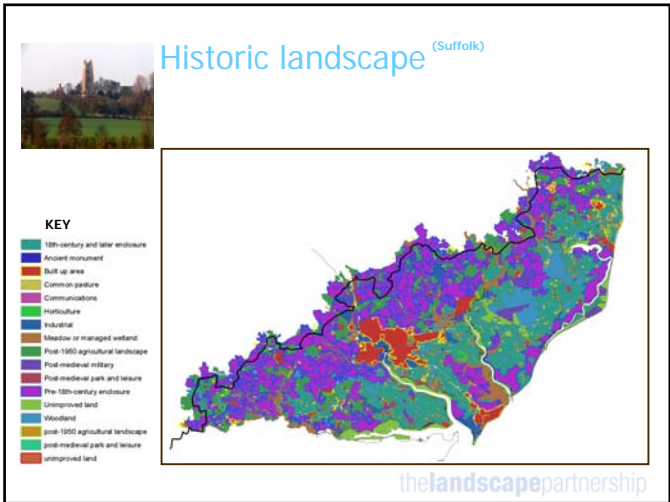 Historic landscape (Suffolk)
KEY
18th-century and later enclosure
Ancient monument
Built up area
Common pasture
Communications
Horticulture
Industrial
Meadow or managed wetland
Post-1950 agricultural landscape
Post-medieval military
Post-medieval park and leisure
Pre-18th-century enclosure
Unimproved land
Woodland
post-1950 agricultural landscape
post-medieval park and leisure
unimproved land
thelandscapepartnership